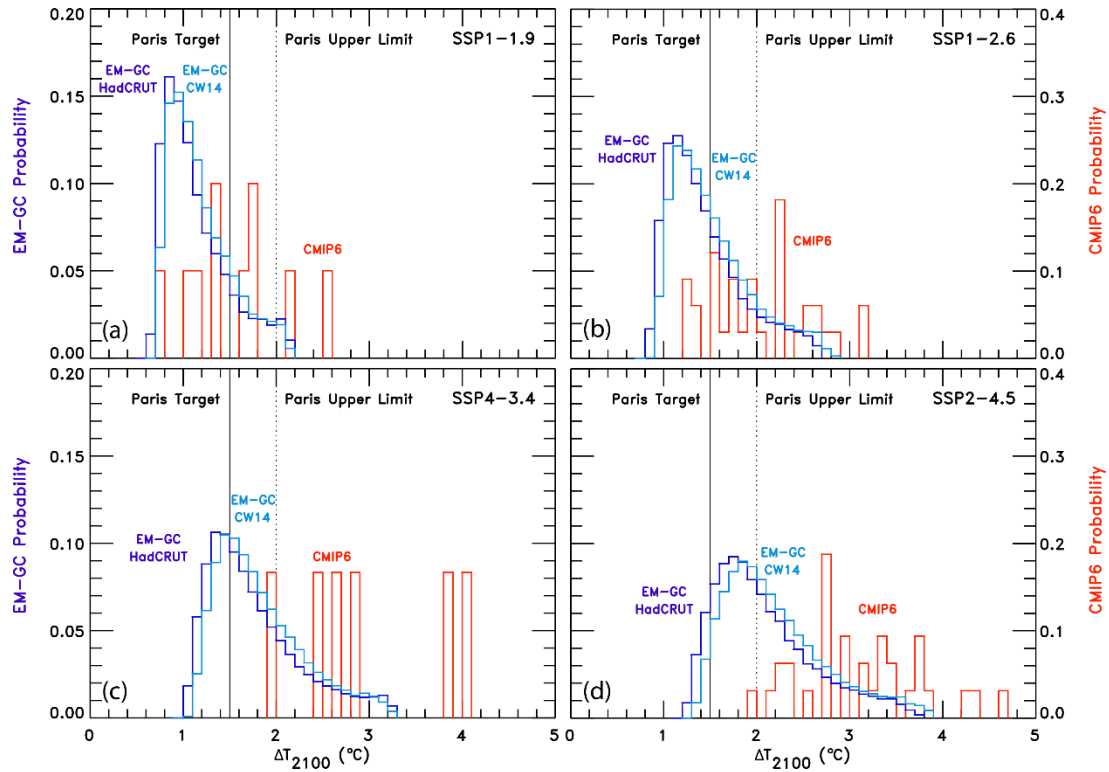 Paris Target
Paris Upper Limit
SSP1-1.9
EM-GC
HadCRUT
EM-GC
CW14
CMIP6
(a)
0.20
0.15
0.10
0.05
0.00
EM-GC Probability
Paris Target
Paris Upper Limit
SSP1-2.6
EM-GC
HadCRUT
EM-GC
CW14
CMIP6
(b)
0.4
0.3
0.2
0.1
0.0
CMIP6 Probability
Paris Target
Paris Upper Limit
SSP4-3.4
EM-GC
HadCRUT
EM-GC
CW14
CMIP6
(c)
0.20
0.15
0.10
0.05
0.00
EM-GC Probability
0 1 2 3 4 5
ΔT2100 (°C)
Paris Target
Paris Upper Limit
SSP2-4.5
EM-GC
HadCRUT
EM-GC
CW14
CMIP6
(d)
0.4
0.3
0.2
0.1
0.0
CMIP6 Probability
0 1 2 3 4 5
ΔT2100 (°C)